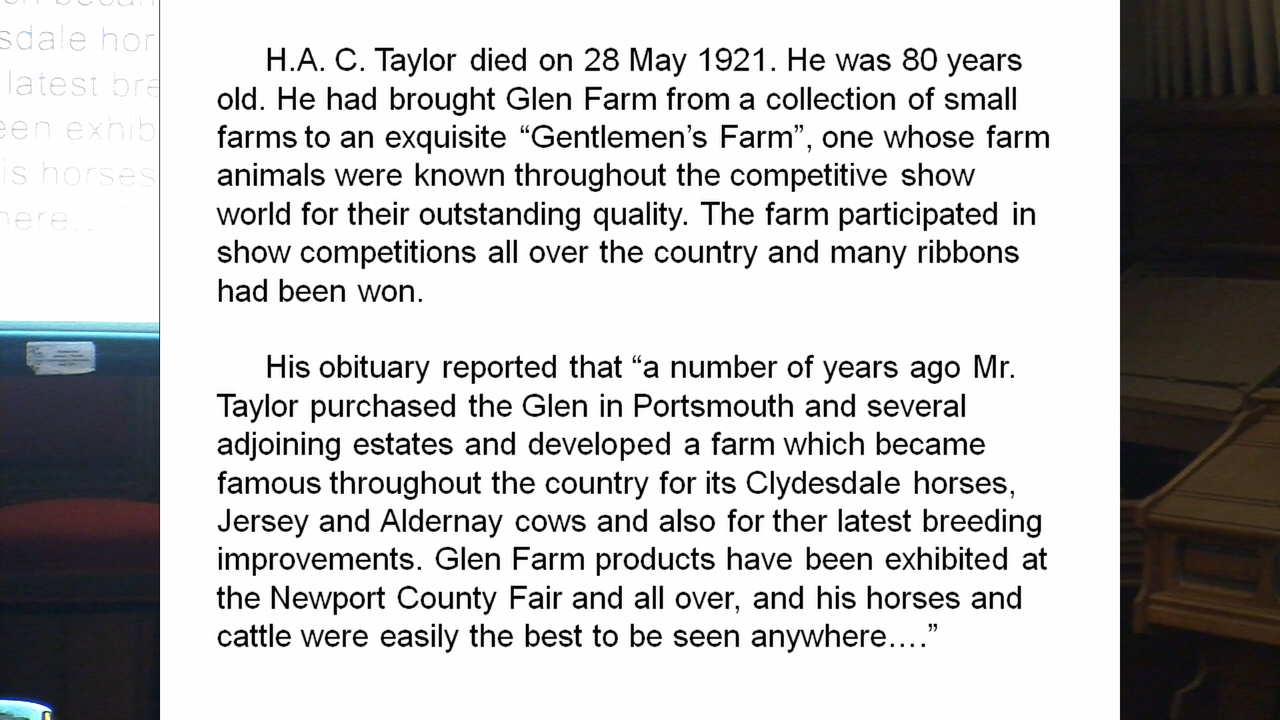 H.A. C. Taylor died on 28 May 1921. He was 80 years
old. He had brought Glen Farm from a collection of small
farms to an exquisite “Gentlemen’s Farm”, one whose farm
animals were known throughout the competitive show
world for their outstanding quality. The farm participated in
show competitions all over the country and many ribbons
had been won.
His obituary reported that “a number of years ago Mr.
Taylor purchased the Glen in Portsmouth and several
adjoining estates and developed a farm which became
famous throughout the country for its Clydesdale horses,
Jersey and Aldernay cows and also for ther latest breeding
improvements. Glen Farm products have been exhibited at
the Newport County Fair and all over, and his horses and
cattle were easily the best to be seen anywhere….”